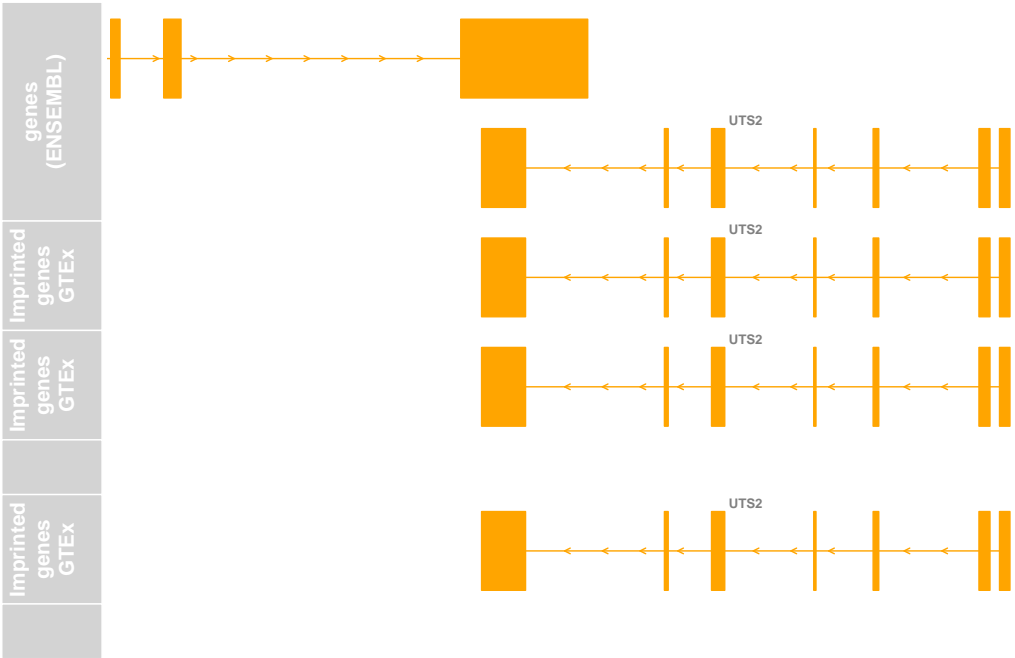 genes
(ENSEMBL)
UTS2
Imprinted
genes
GTEx
UTS2
Imprinted
genes
GTEx
UTS2
Imprinted
genes
GTEx
UTS2